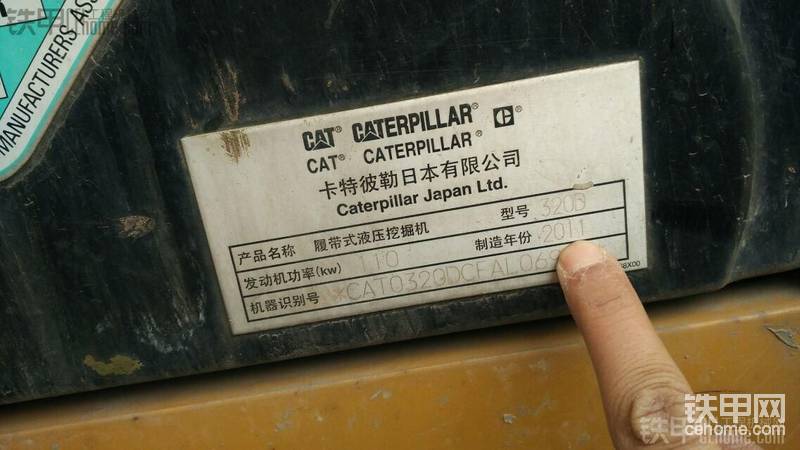 MANUFACTURERS ASS
CAT® CATERPILLAR® C
CAT® CATERPILLAR®
卡特彼勒日本有限公司
Caterpillar Japan Ltd.
产品名称 履带式液压挖掘机 型号 320D
发动机功率(kw) 110 制造年份 2011
机器识别号 *CAT0320DCFAL06
8X00
铁甲网
cehome.com